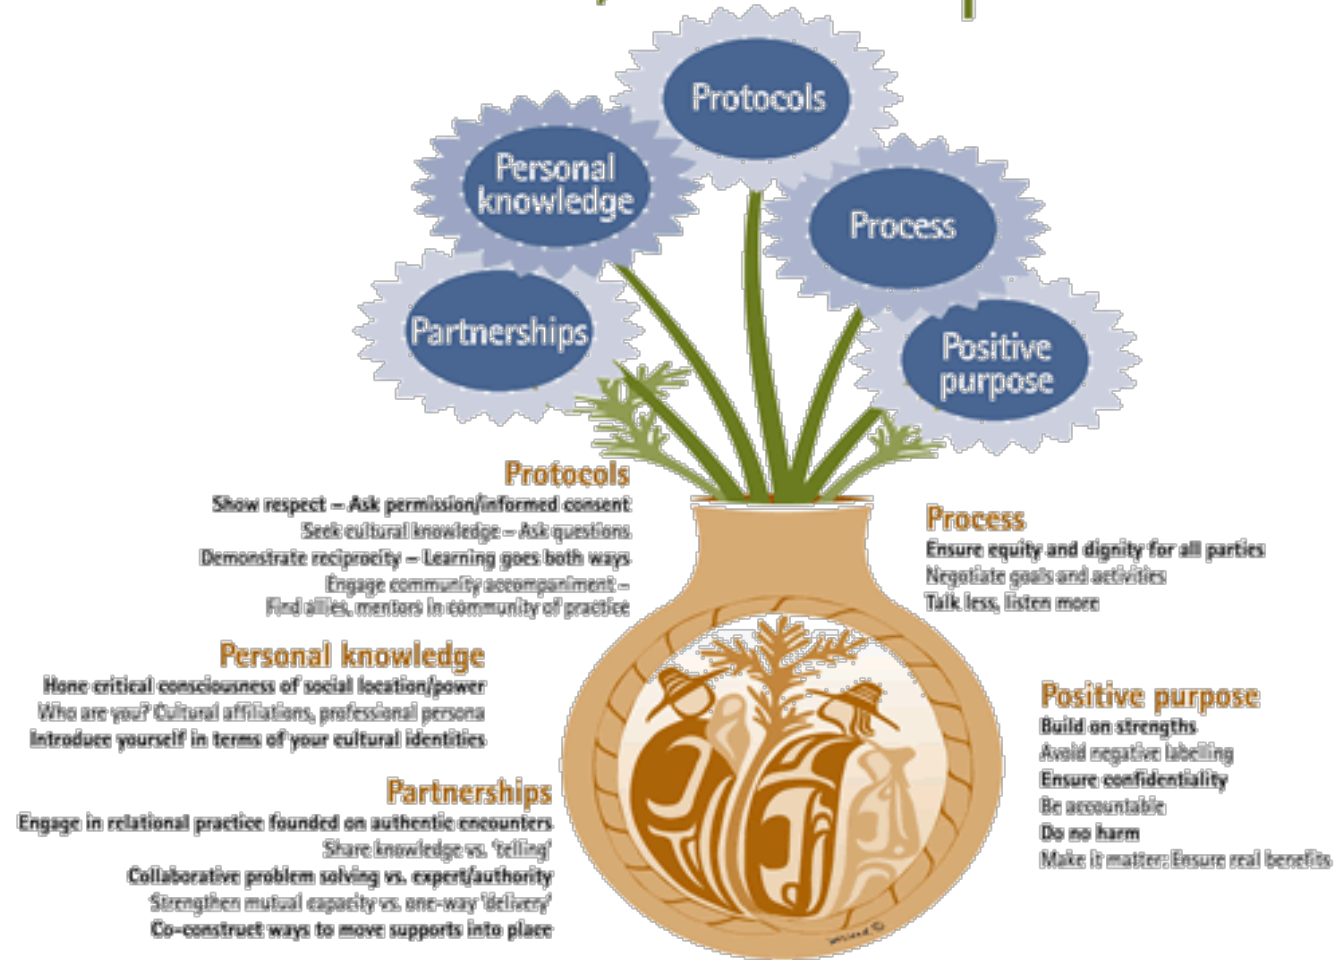 Protocols
Personal
knowledge
Process
Partnerships
Positive
purpose
Protocols
Show respect – Ask permission/informed consent
Seek cultural knowledge – Ask questions
Demonstrate reciprocity – Learning goes both ways
Engage community accompaniment –
Find allies, mentors in community of practice
Personal knowledge
Hone critical consciousness of social location/power
Who are you? Cultural affiliations, professional persona
Introduce yourself in terms of your cultural identities
Partnerships
Engage in relational practice founded on authentic encounters
Share knowledge vs. 'telling'
Collaborative problem solving vs. expert/authority
Strengthen mutual capacity vs. one-way 'delivery'
Co-construct ways to move supports into place
Process
Ensure equity and dignity for all parties
Negotiate goals and activities
Talk less, listen more
Positive purpose
Build on strengths
Avoid negative labelling
Ensure confidentiality
Be accountable
Do no harm
Make it matter: Ensure real benefits